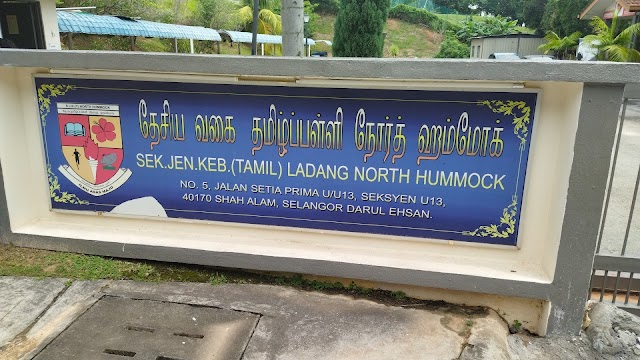 தேசிய வகை தமிழ்ப்பள்ளி நோர்த் ஹம்மோக்
SEK.JEN.KEB.(TAMIL) LADANG NORTH HUMMOCK
NO. 5, JALAN SETIA PRIMA U/U13, SEKSYEN U13,
40170 SHAH ALAM, SELANGOR DARUL EHSAN.